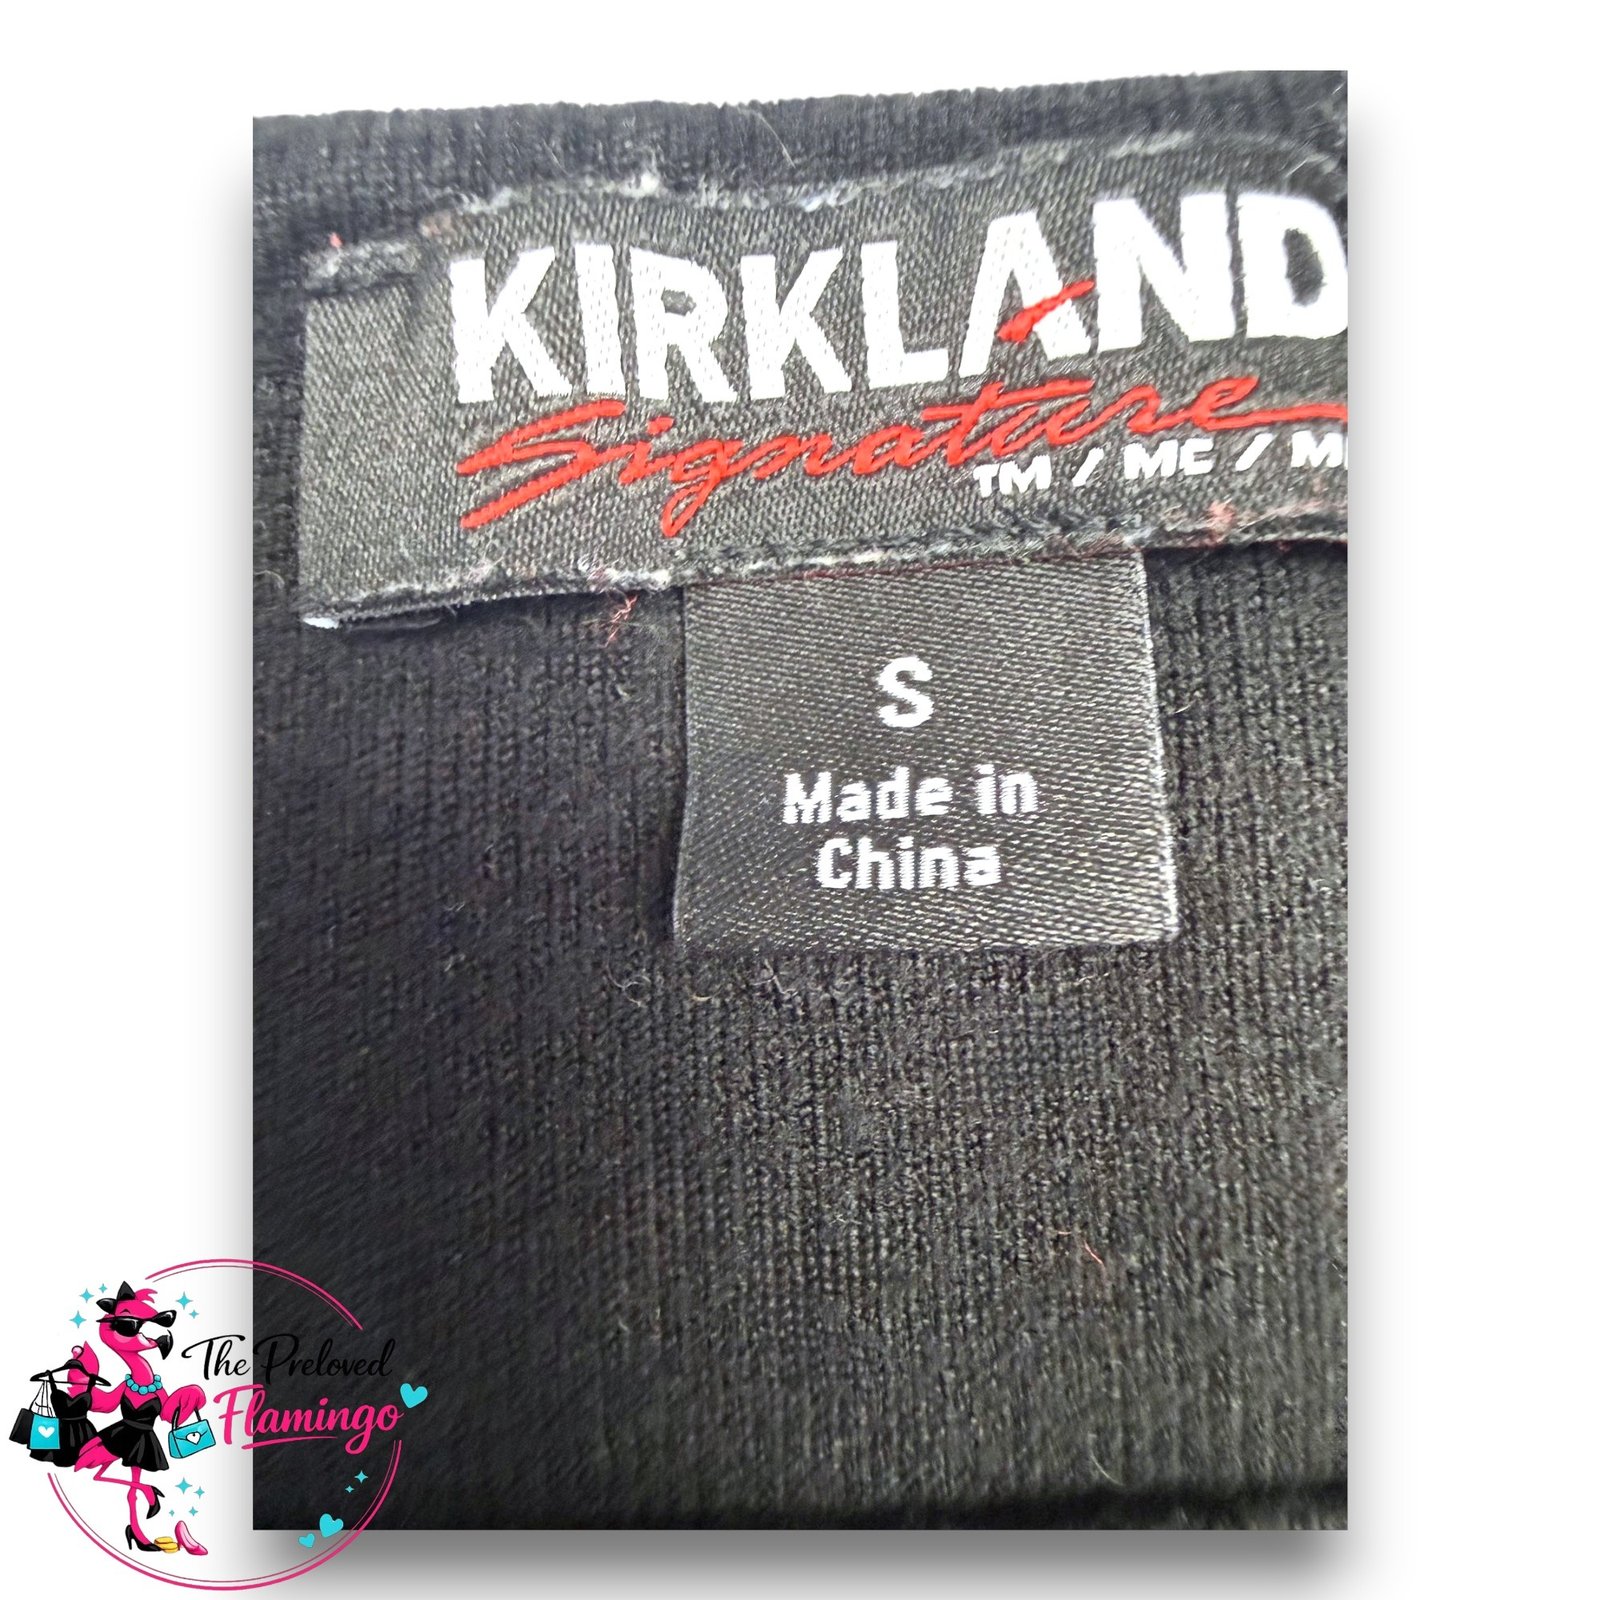 KIRKLAND
Signature
TM / MC / M
S
Made in
China
The Preloved
Flamingo